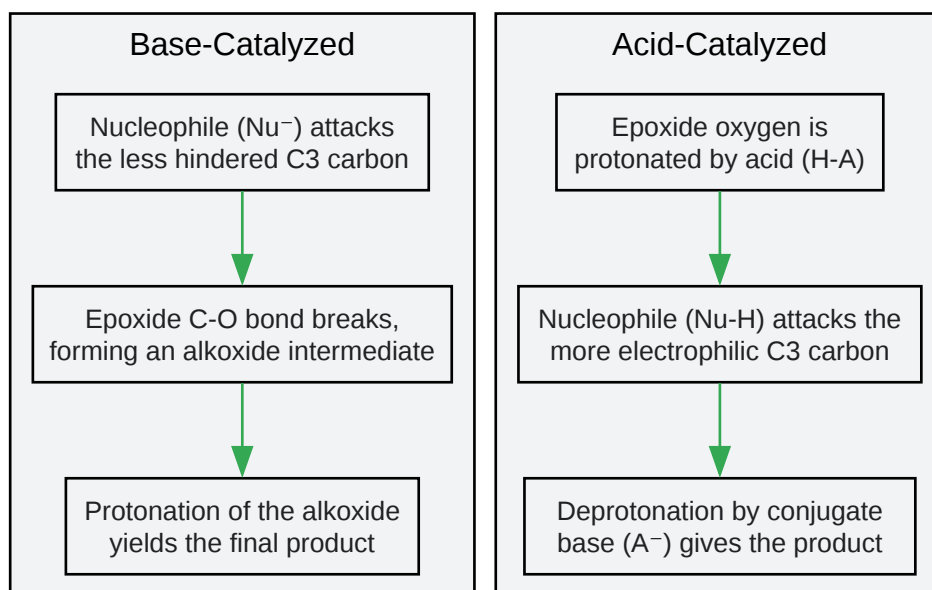 Base-Catalyzed
Nucleophile (Nu⁻) attacks
the less hindered C3 carbon
Epoxide C-O bond breaks,
forming an alkoxide intermediate
Protonation of the alkoxide
yields the final product
Acid-Catalyzed
Epoxide oxygen is
protonated by acid (H-A)
Nucleophile (Nu-H) attacks the
more electrophilic C3 carbon
Deprotonation by conjugate
base (A⁻) gives the product